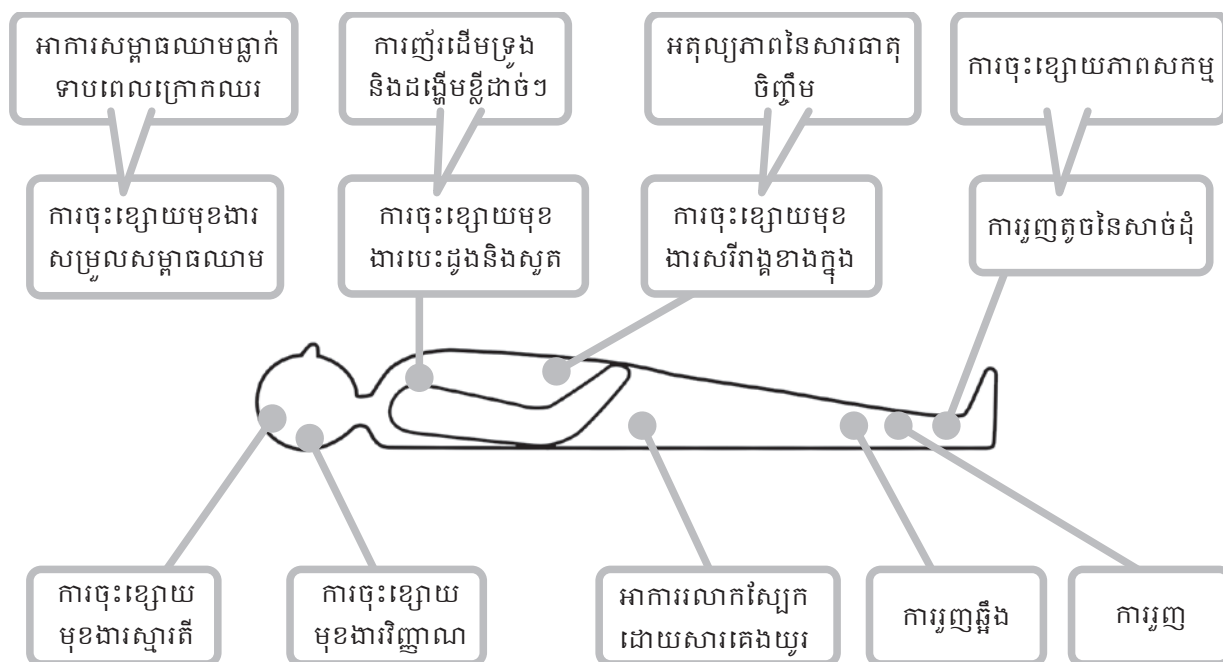 អាការសម្ពាធឈាមធ្លាក់
ទាបពេលក្រោកឈរ
ការញ័រដើមទ្រូង
និងដង្ហើមខ្លីដាច់ៗ
អតុល្យភាពនៃសារធាតុ
ចិញ្ចឹម
ការចុះខ្សោយភាពសកម្ម
ការចុះខ្សោយមុខងារ
សម្រួលសម្ពាធឈាម
ការចុះខ្សោយមុខ
ងារបេះដូងនិងសួត
ការចុះខ្សោយមុខ
ងារសរីរាង្គខាងក្នុង
ការរួញតូចនៃសាច់ដុំ
ការចុះខ្សោយ
មុខងារស្មារតី
ការចុះខ្សោយ
មុខងារវិញ្ញាណ
អាការរលាកស្បែក
ដោយសារគេងយូរ
ការរួញឆ្អឹង
ការរួញ